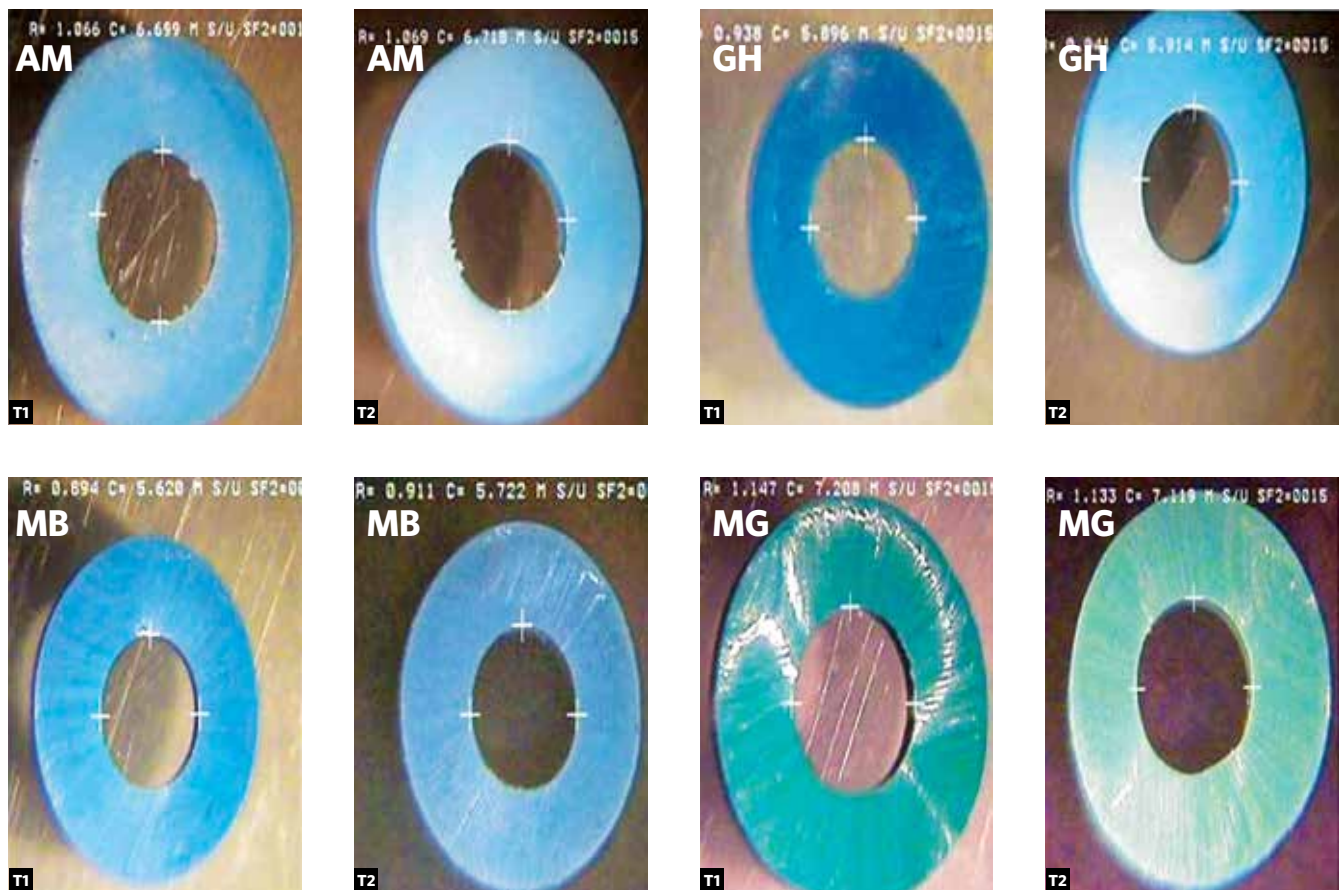 R= 1.066 C= 6.699 M S/U SF2*001
AM
T1
R= 1.069 C= 6.715 M S/U SF2*0015
AM
T2
0.938 C= 5.896 M S/U SF2*0015
GH
T1
C= 5.914 M S/U SF2*0015
GH
T2
R= 0.894 C= 5.620 M S/U SF2*00
MB
T1
R= 0.911 C= 5.722 M S/U SF2*0
MB
T2
R= 1.147 C= 7.208 M S/U SF2*0015
MG
T1
R= 1.133 C= 7.119 M S/U SF2*0015
MG
T2